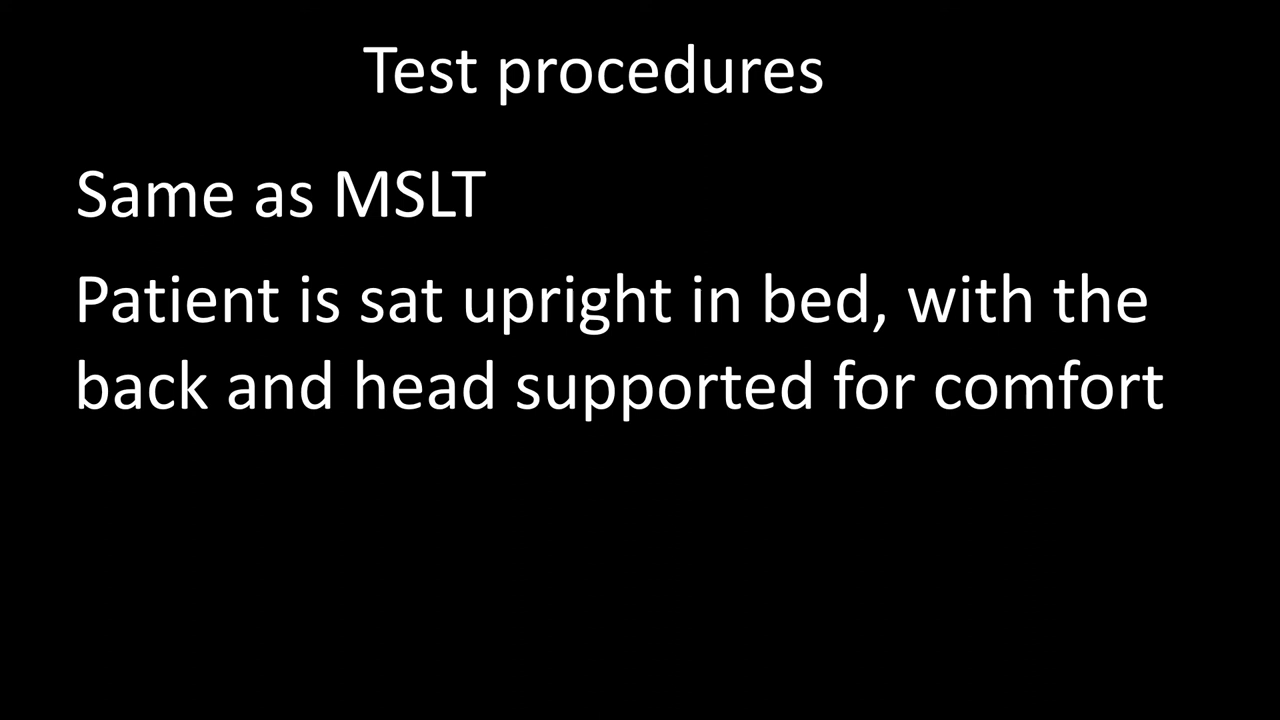 Test procedures
Same as MSLT
Patient is sat upright in bed, with the
back and head supported for comfort